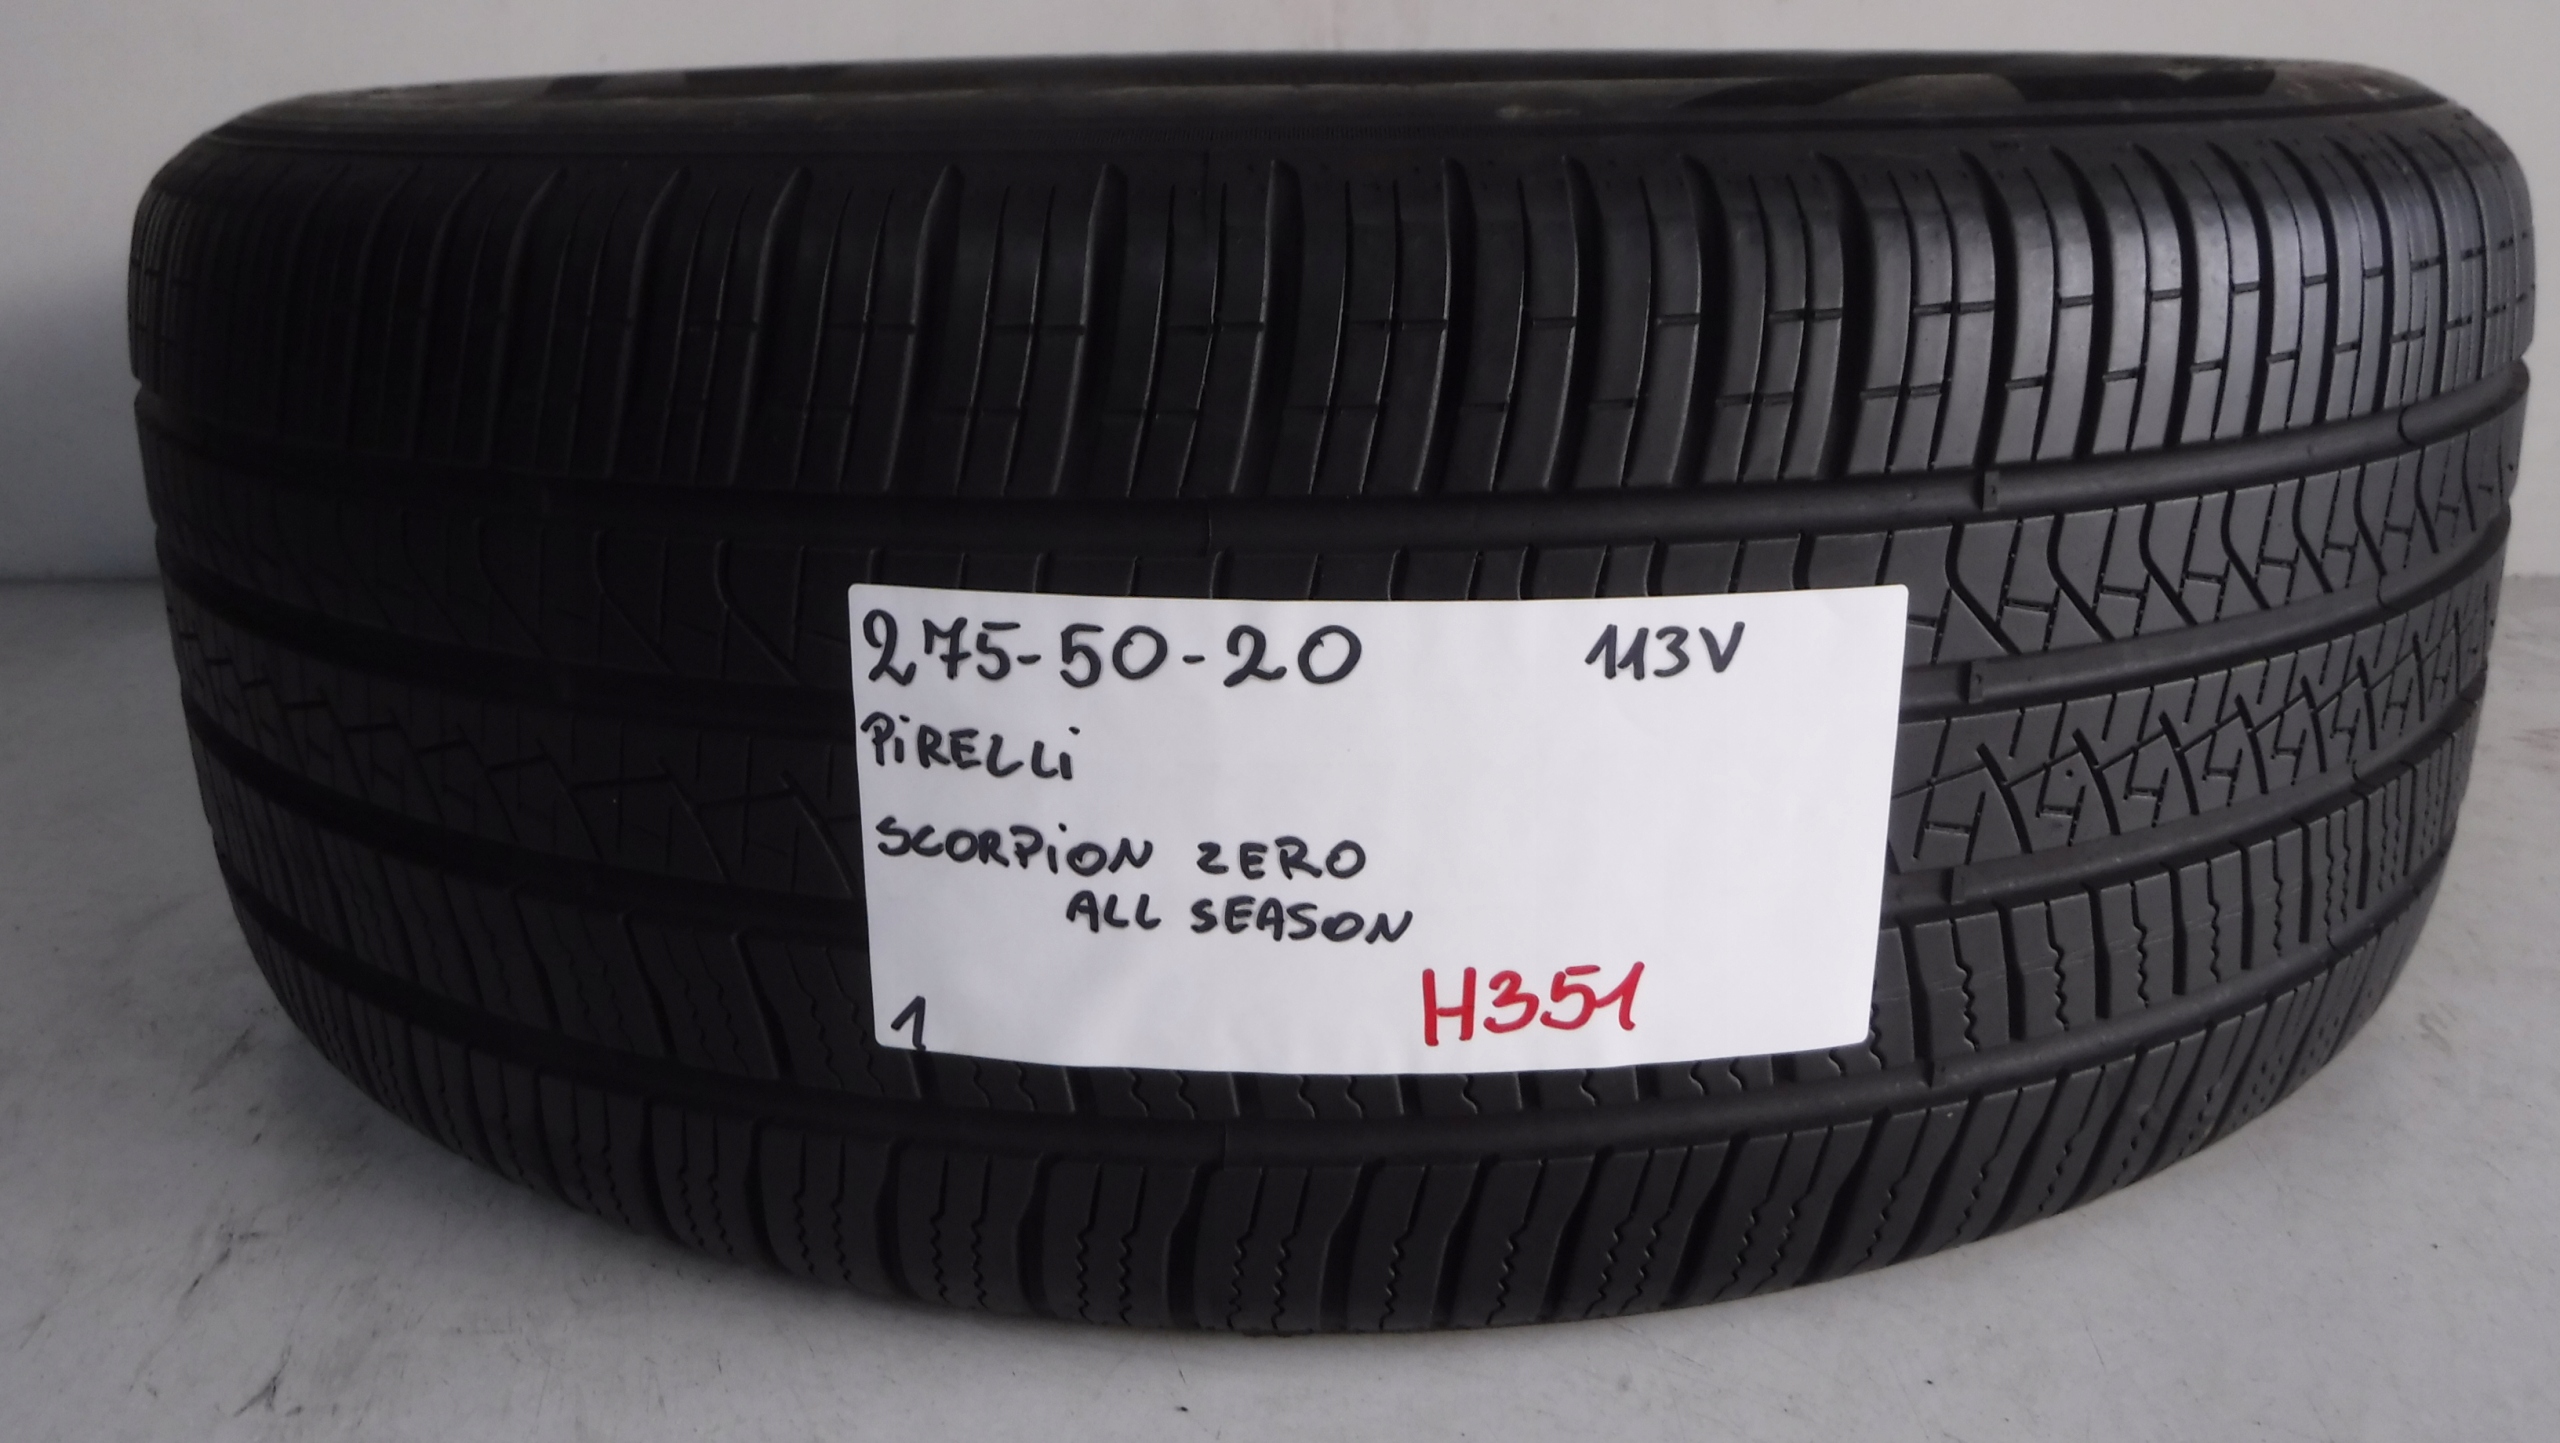 275-50-20 113V
PiRELLi
SCORPiON ZERO
ALL SEASON
H351
1